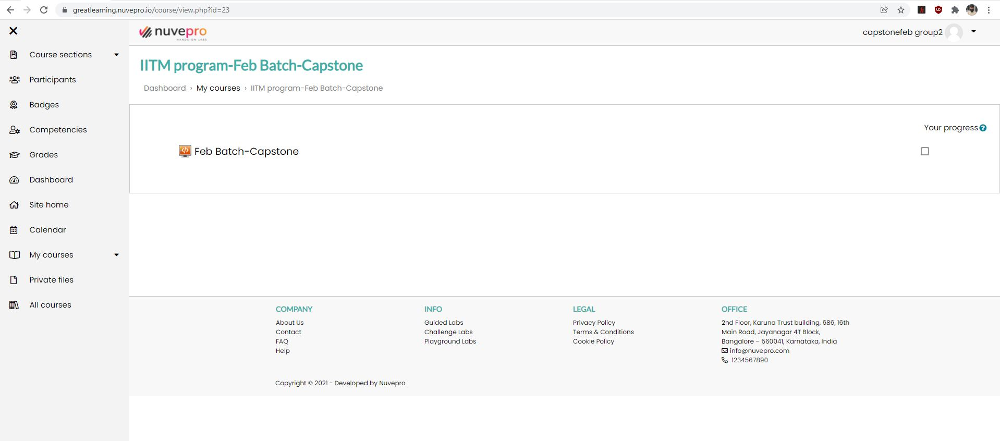 greatlearning.nuvepro.io/course/view.php?id=23
nuvepro
HANDS-ON LABS
capstonefeb group2
Course sections
Participants
Badges
Competencies
Grades
Dashboard
Site home
Calendar
My courses
Private files
All courses
IITM program-Feb Batch-Capstone
Dashboard › My courses › IITM program-Feb Batch-Capstone
Your progress
Feb Batch-Capstone
COMPANY
About Us
Contact
FAQ
Help
INFO
Guided Labs
Challenge Labs
Playground Labs
LEGAL
Privacy Policy
Terms & Conditions
Cookie Policy
OFFICE
2nd Floor, Karuna Trust building, 686, 16th
Main Road, Jayanagar 4T Block,
Bangalore – 560041, Karnataka, India
info@nuvepro.com
1234567890
Copyright © 2021 - Developed by Nuvepro